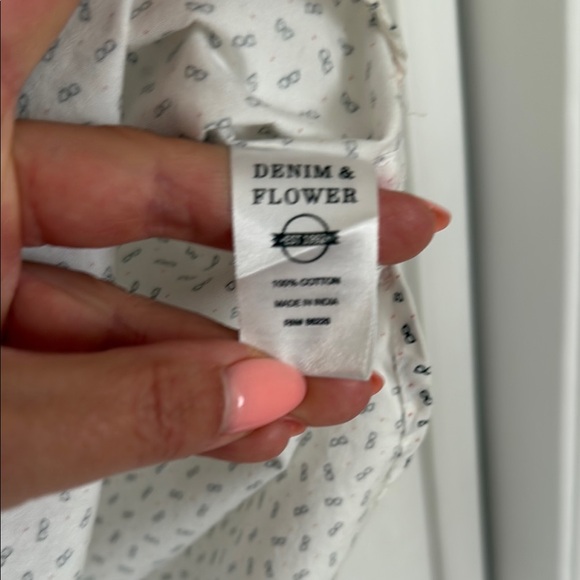 DENIM &
FLOWER
100% COTTON
MADE IN INDIA